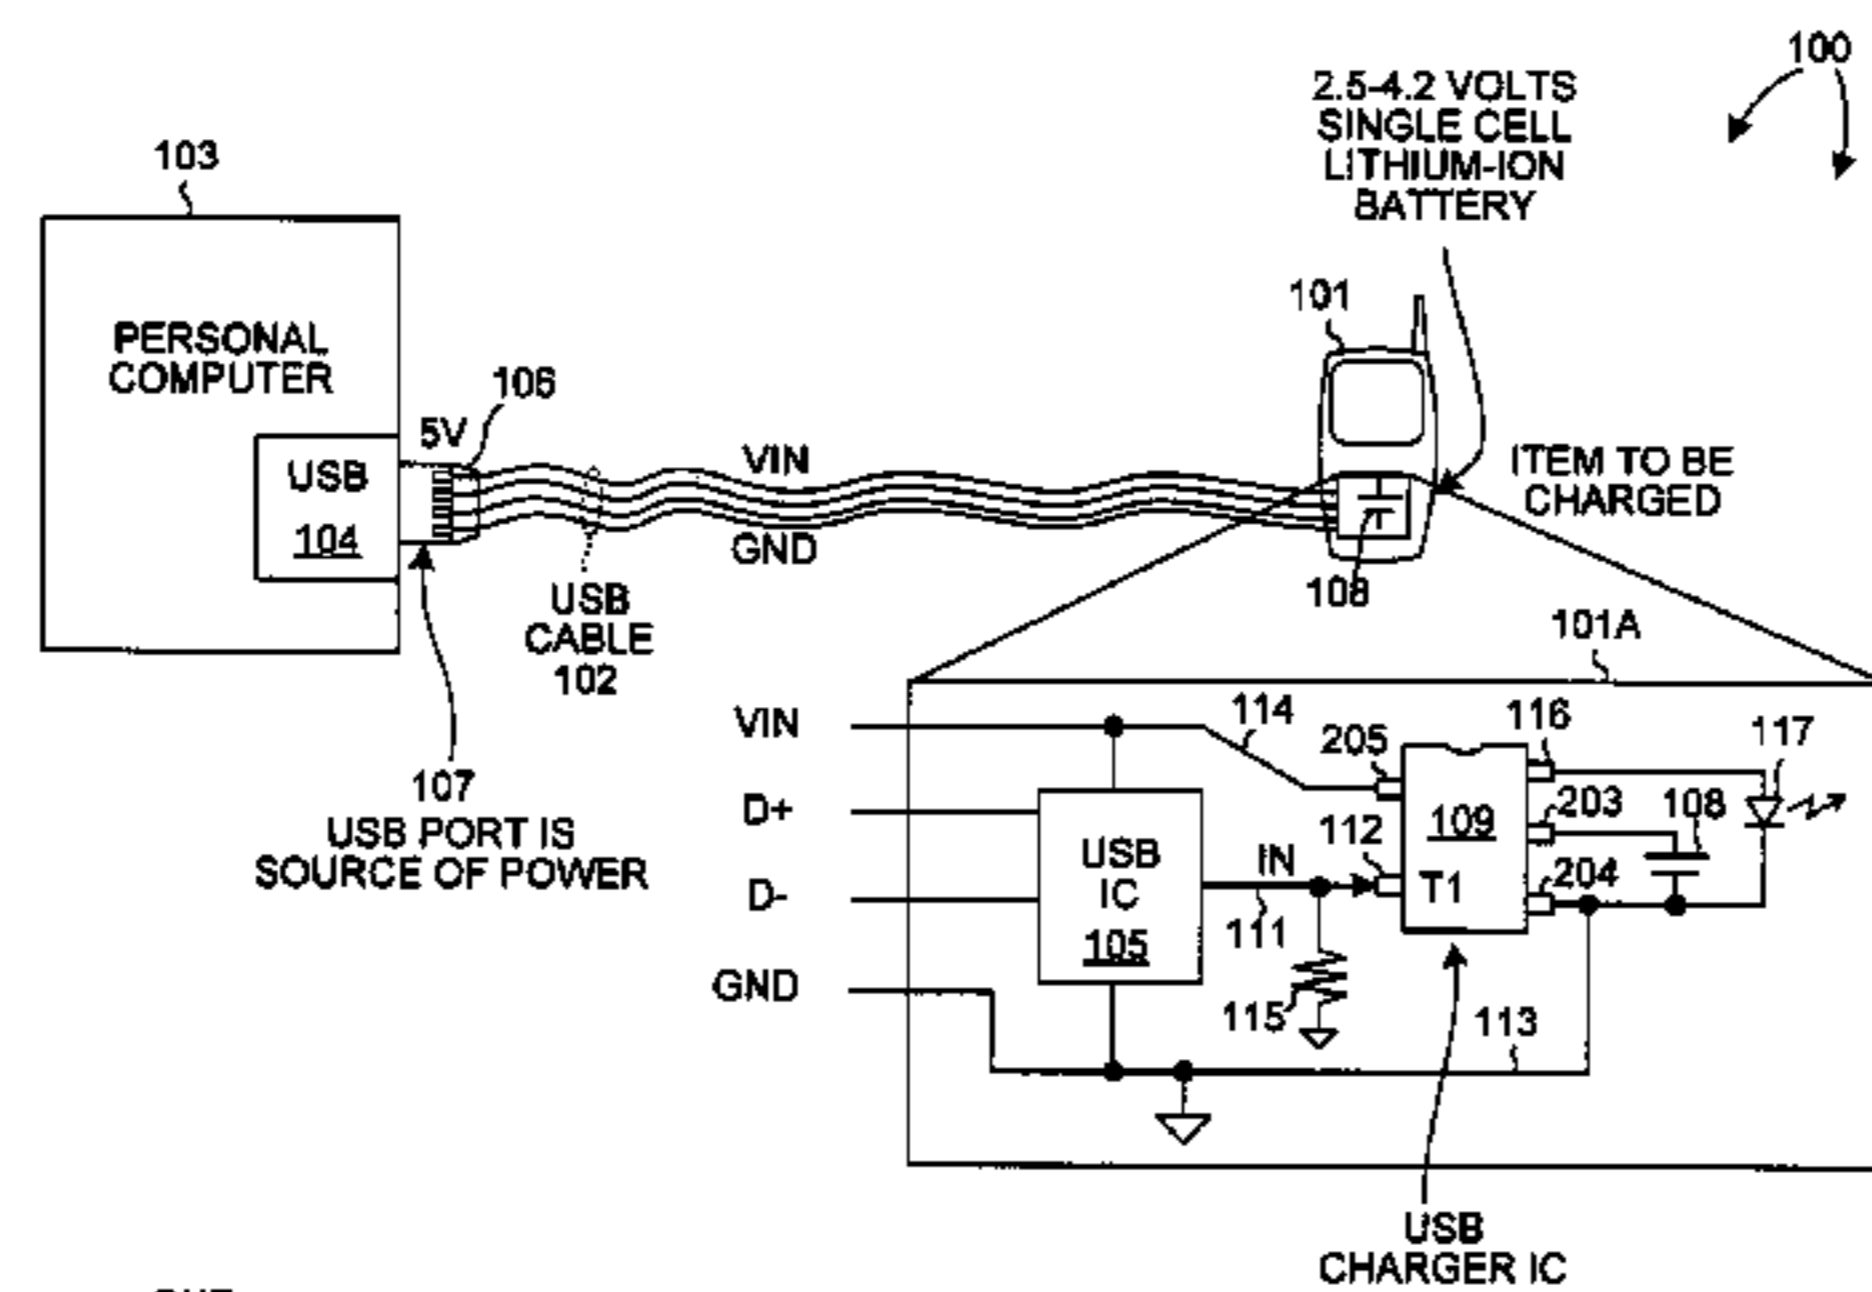 100
2.5-4.2 VOLTS
SINGLE CELL
LITHIUM-ION
BATTERY
103
101
PERSONAL
COMPUTER
106
5V
VIN
USB
104
ITEM TO BE
CHARGED
GND
108
USB
CABLE
102
101A
107
USB PORT IS
SOURCE OF POWER
VIN
D+
D-
GND
114
205
116
117
112
109
203
108
USB
IC
105
IN
111
T1
204
115
113
USB
CHARGER IC